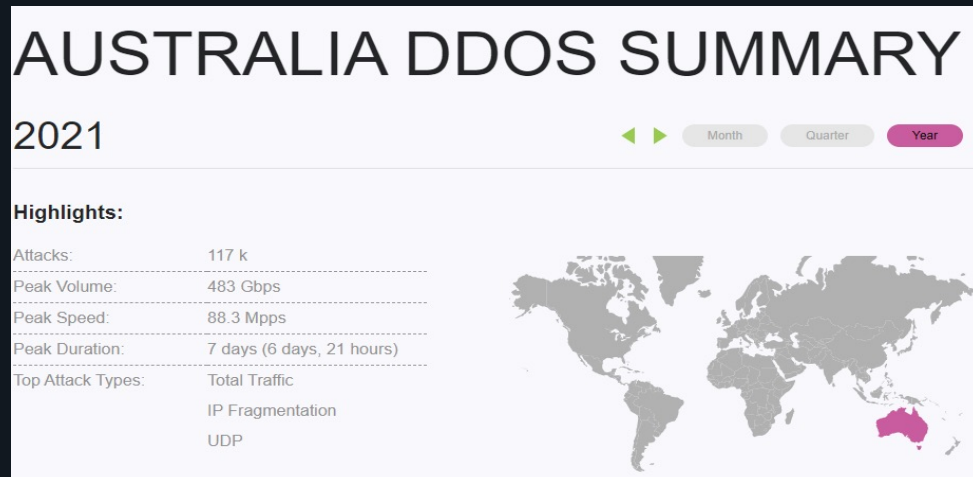 AUSTRALIA DDOS SUMMARY
2021
Month Quarter Year
Highlights:
Attacks: 117 k
Peak Volume: 483 Gbps
Peak Speed: 88.3 Mpps
Peak Duration: 7 days (6 days, 21 hours)
Top Attack Types: Total Traffic
IP Fragmentation
UDP